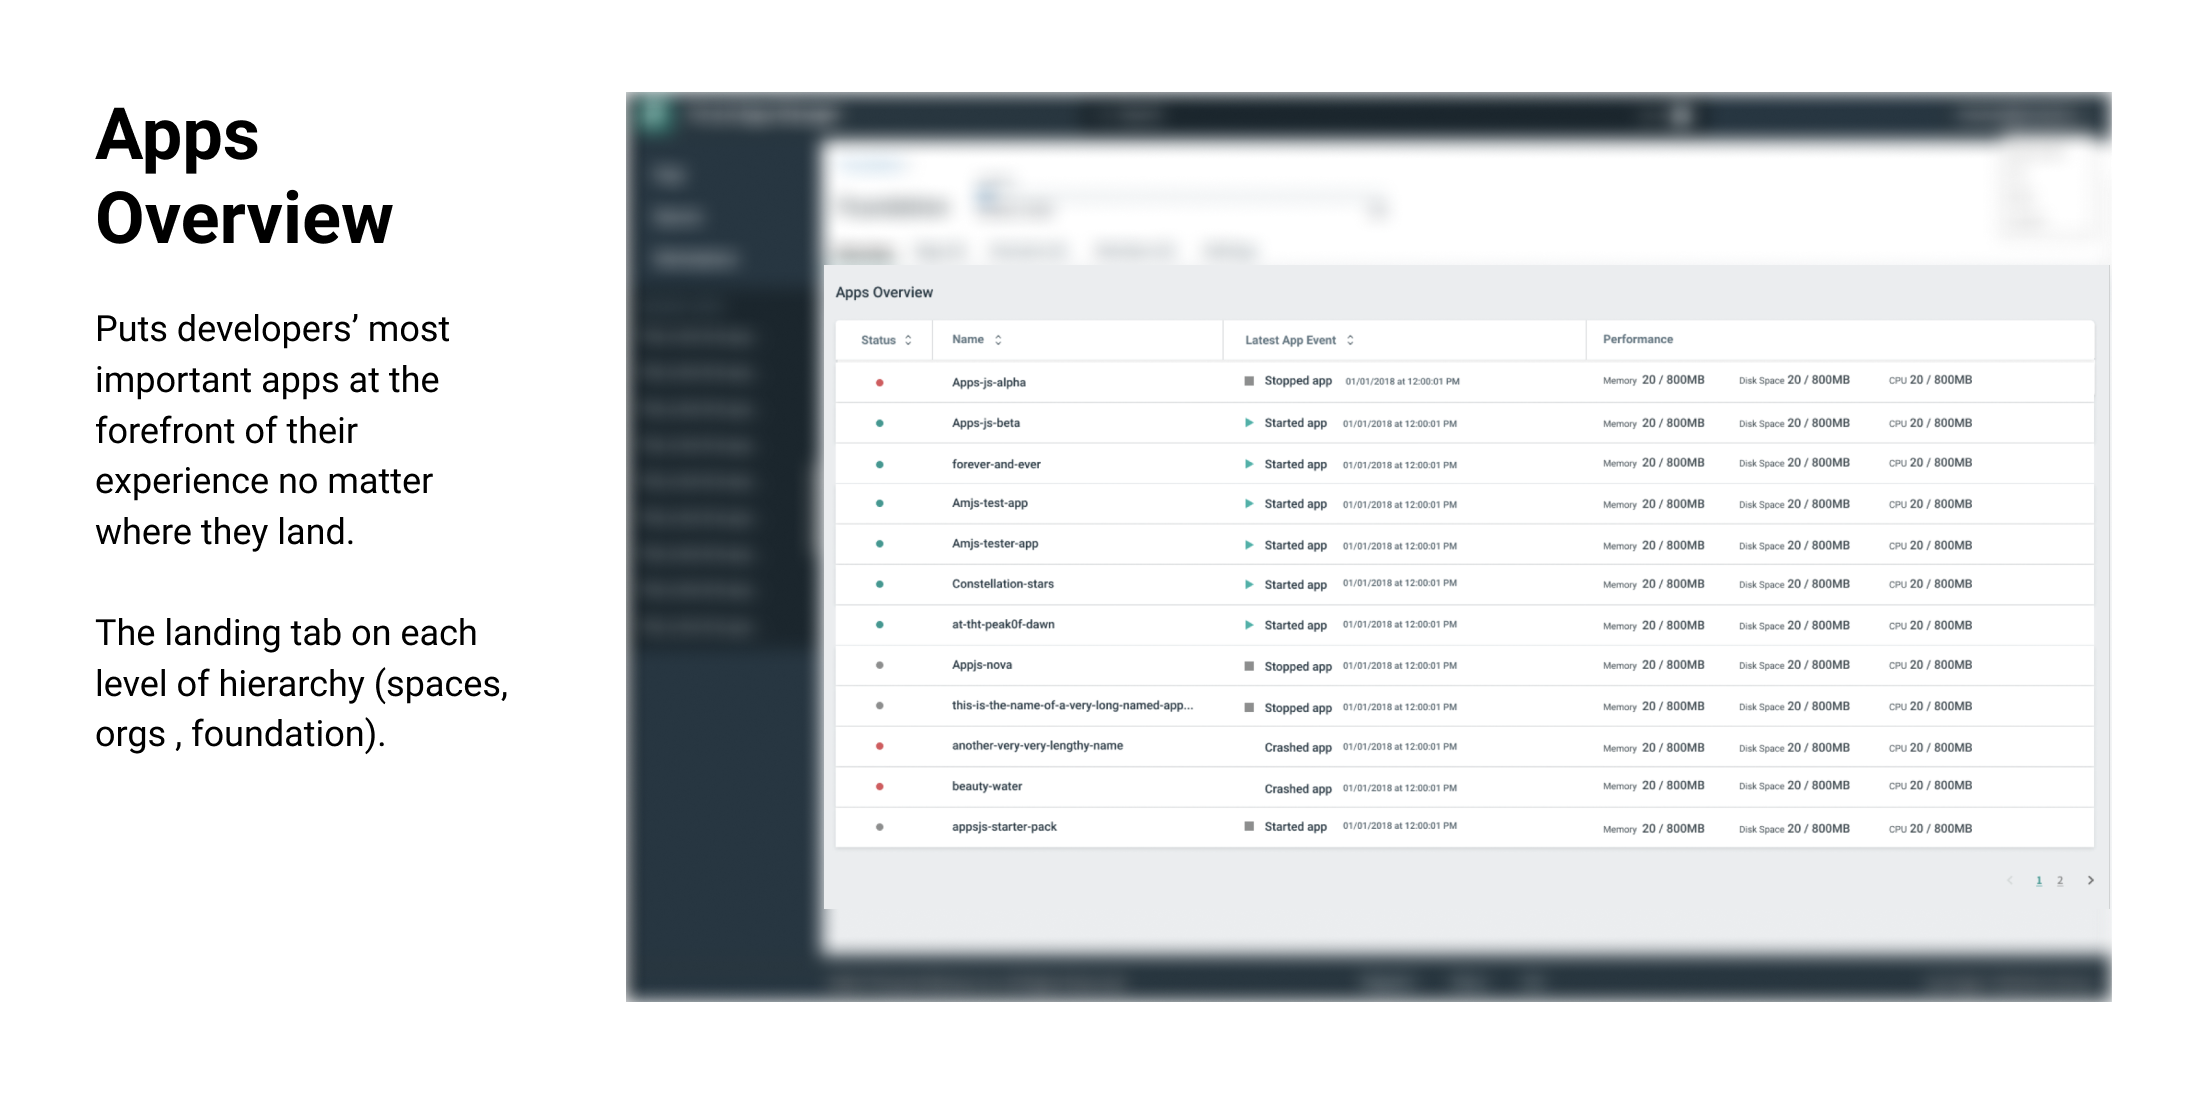 Apps
Overview
Puts developers’ most
important apps at the
forefront of their
experience no matter
where they land.
The landing tab on each
level of hierarchy (spaces,
orgs , foundation).
Apps Overview
Status Name Latest App Event Performance
Apps-js-alpha Stopped app 01/01/2018 at 12:00:01 PM Memory 20 / 800MB Disk Space 20 / 800MB CPU 20 / 800MB
Apps-js-beta Started app 01/01/2018 at 12:00:01 PM Memory 20 / 800MB Disk Space 20 / 800MB CPU 20 / 800MB
forever-and-ever Started app 01/01/2018 at 12:00:01 PM Memory 20 / 800MB Disk Space 20 / 800MB CPU 20 / 800MB
Amjs-test-app Started app 01/01/2018 at 12:00:01 PM Memory 20 / 800MB Disk Space 20 / 800MB CPU 20 / 800MB
Amjs-tester-app Started app 01/01/2018 at 12:00:01 PM Memory 20 / 800MB Disk Space 20 / 800MB CPU 20 / 800MB
Constellation-stars Started app 01/01/2018 at 12:00:01 PM Memory 20 / 800MB Disk Space 20 / 800MB CPU 20 / 800MB
at-tht-peak0f-dawn Started app 01/01/2018 at 12:00:01 PM Memory 20 / 800MB Disk Space 20 / 800MB CPU 20 / 800MB
Appjs-nova Stopped app 01/01/2018 at 12:00:01 PM Memory 20 / 800MB Disk Space 20 / 800MB CPU 20 / 800MB
this-is-the-name-of-a-very-long-named-app... Stopped app 01/01/2018 at 12:00:01 PM Memory 20 / 800MB Disk Space 20 / 800MB CPU 20 / 800MB
another-very-very-lengthy-name Crashed app 01/01/2018 at 12:00:01 PM Memory 20 / 800MB Disk Space 20 / 800MB CPU 20 / 800MB
beauty-water Crashed app 01/01/2018 at 12:00:01 PM Memory 20 / 800MB Disk Space 20 / 800MB CPU 20 / 800MB
appsjs-starter-pack Started app 01/01/2018 at 12:00:01 PM Memory 20 / 800MB Disk Space 20 / 800MB CPU 20 / 800MB
1 2